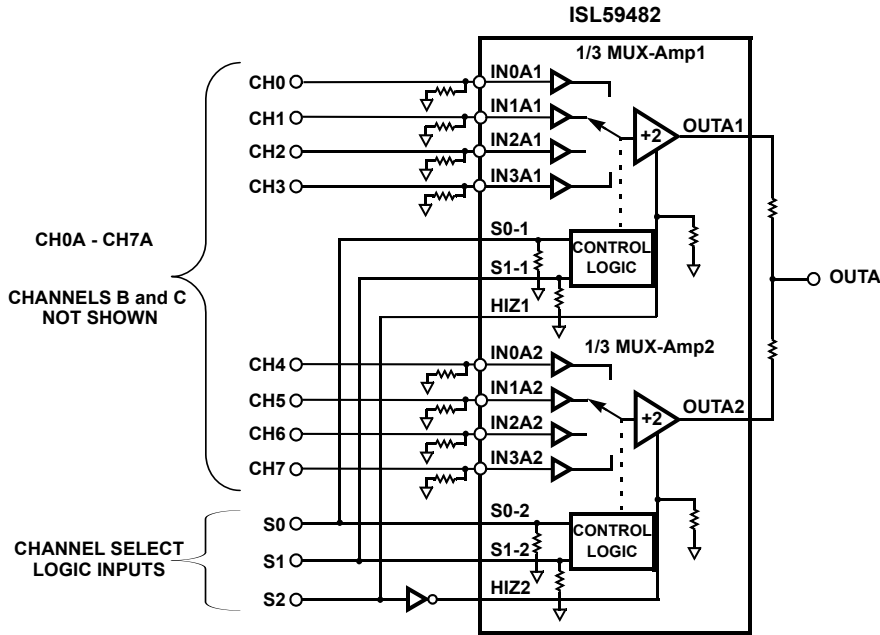 ISL59482
1/3 MUX-Amp1
CH0
IN0A1
CH1
IN1A1
+2
OUTA1
CH2
IN2A1
CH3
IN3A1
CH0A - CH7A
CHANNELS B and C
NOT SHOWN
S0-1
CONTROL
LOGIC
S1-1
HIZ1
OUTA
1/3 MUX-Amp2
CH4
IN0A2
CH5
IN1A2
+2
OUTA2
CH6
IN2A2
CH7
IN3A2
CHANNEL SELECT
LOGIC INPUTS
S0
S0-2
CONTROL
LOGIC
S1
S1-2
S2
HIZ2